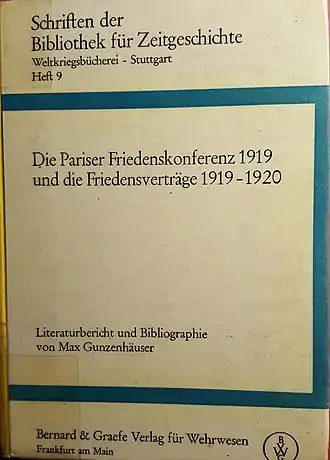 Schriften der
Bibliothek für Zeitgeschichte
Weltkriegsbücherei - Stuttgart
Heft 9
Die Pariser Friedenskonferenz 1919
und die Friedensverträge 1919-1920
Literaturbericht und Bibliographie
von Max Gunzenhäuser
Bernard & Graefe Verlag für Wehrwesen
Frankfurt am Main